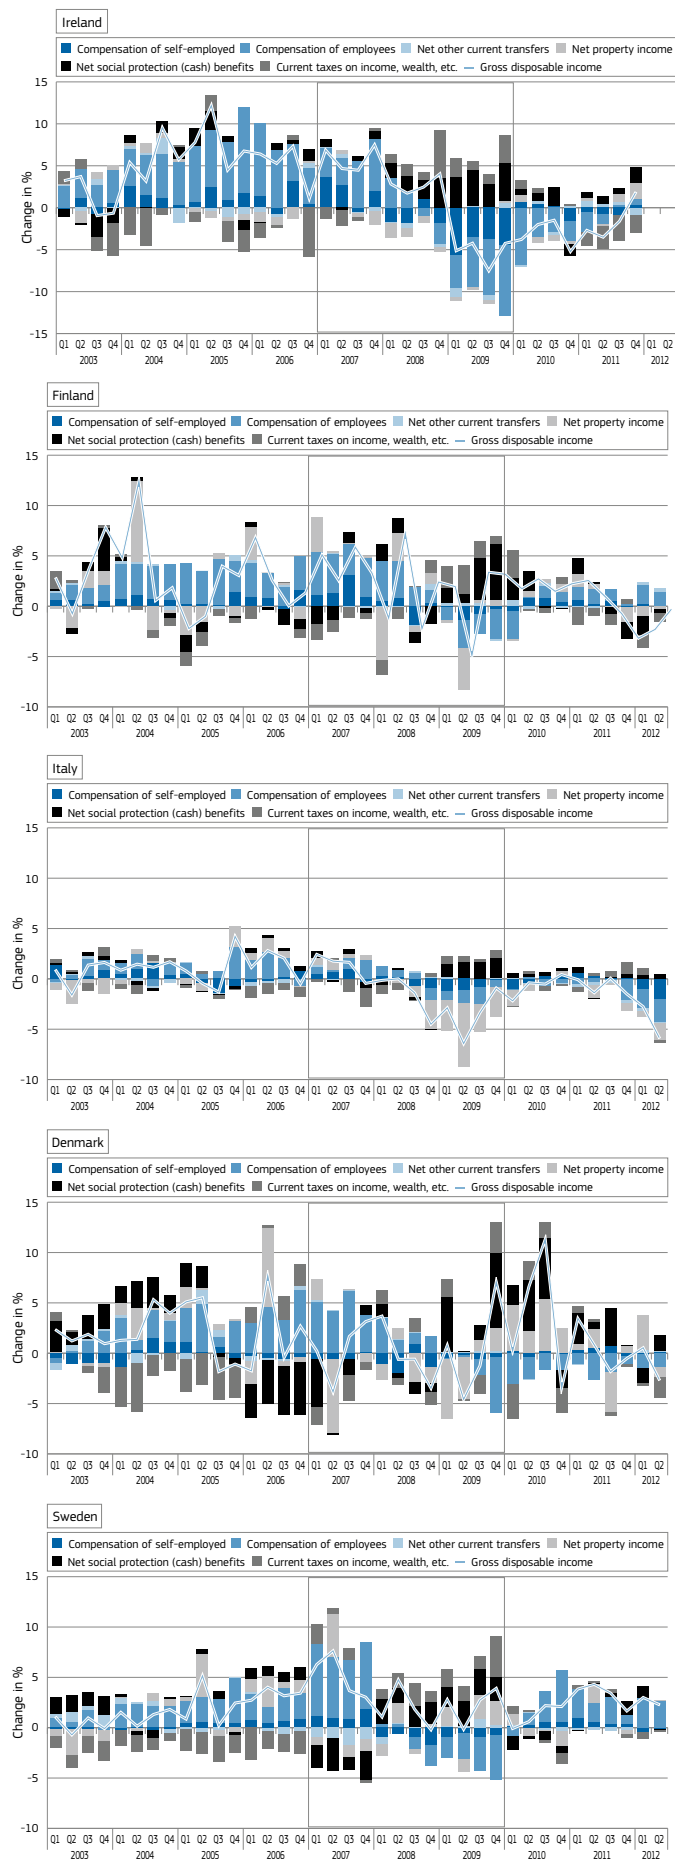 Ireland
Compensation of self-employed Compensation of employees Net other current transfers Net property income
Net social protection (cash) benefits Current taxes on income, wealth, etc. Gross disposable income
Change in %
15
10
5
0
-5
-10
-15
Q1 Q2 Q3 Q4 Q1 Q2 Q3 Q4 Q1 Q2 Q3 Q4 Q1 Q2 Q3 Q4 Q1 Q2 Q3 Q4 Q1 Q2 Q3 Q4 Q1 Q2 Q3 Q4 Q1 Q2 Q3 Q4 Q1 Q2 Q3 Q4 Q1 Q2
2003 2004 2005 2006 2007 2008 2009 2010 2011 2012
Finland
Compensation of self-employed Compensation of employees Net other current transfers Net property income
Net social protection (cash) benefits Current taxes on income, wealth, etc. Gross disposable income
Change in %
15
10
5
0
-5
-10
Q1 Q2 Q3 Q4 Q1 Q2 Q3 Q4 Q1 Q2 Q3 Q4 Q1 Q2 Q3 Q4 Q1 Q2 Q3 Q4 Q1 Q2 Q3 Q4 Q1 Q2 Q3 Q4 Q1 Q2 Q3 Q4 Q1 Q2 Q3 Q4 Q1 Q2
2003 2004 2005 2006 2007 2008 2009 2010 2011 2012
Italy
Compensation of self-employed Compensation of employees Net other current transfers Net property income
Net social protection (cash) benefits Current taxes on income, wealth, etc. Gross disposable income
Change in %
15
10
5
0
-5
-10
Q1 Q2 Q3 Q4 Q1 Q2 Q3 Q4 Q1 Q2 Q3 Q4 Q1 Q2 Q3 Q4 Q1 Q2 Q3 Q4 Q1 Q2 Q3 Q4 Q1 Q2 Q3 Q4 Q1 Q2 Q3 Q4 Q1 Q2 Q3 Q4 Q1 Q2
2003 2004 2005 2006 2007 2008 2009 2010 2011 2012
Denmark
Compensation of self-employed Compensation of employees Net other current transfers Net property income
Net social protection (cash) benefits Current taxes on income, wealth, etc. Gross disposable income
Change in %
15
10
5
0
-5
-10
Q1 Q2 Q3 Q4 Q1 Q2 Q3 Q4 Q1 Q2 Q3 Q4 Q1 Q2 Q3 Q4 Q1 Q2 Q3 Q4 Q1 Q2 Q3 Q4 Q1 Q2 Q3 Q4 Q1 Q2 Q3 Q4 Q1 Q2 Q3 Q4 Q1 Q2
2003 2004 2005 2006 2007 2008 2009 2010 2011 2012
Sweden
Compensation of self-employed Compensation of employees Net other current transfers Net property income
Net social protection (cash) benefits Current taxes on income, wealth, etc. Gross disposable income
Change in %
15
10
5
0
-5
-10
Q1 Q2 Q3 Q4 Q1 Q2 Q3 Q4 Q1 Q2 Q3 Q4 Q1 Q2 Q3 Q4 Q1 Q2 Q3 Q4 Q1 Q2 Q3 Q4 Q1 Q2 Q3 Q4 Q1 Q2 Q3 Q4 Q1 Q2 Q3 Q4 Q1 Q2
2003 2004 2005 2006 2007 2008 2009 2010 2011 2012